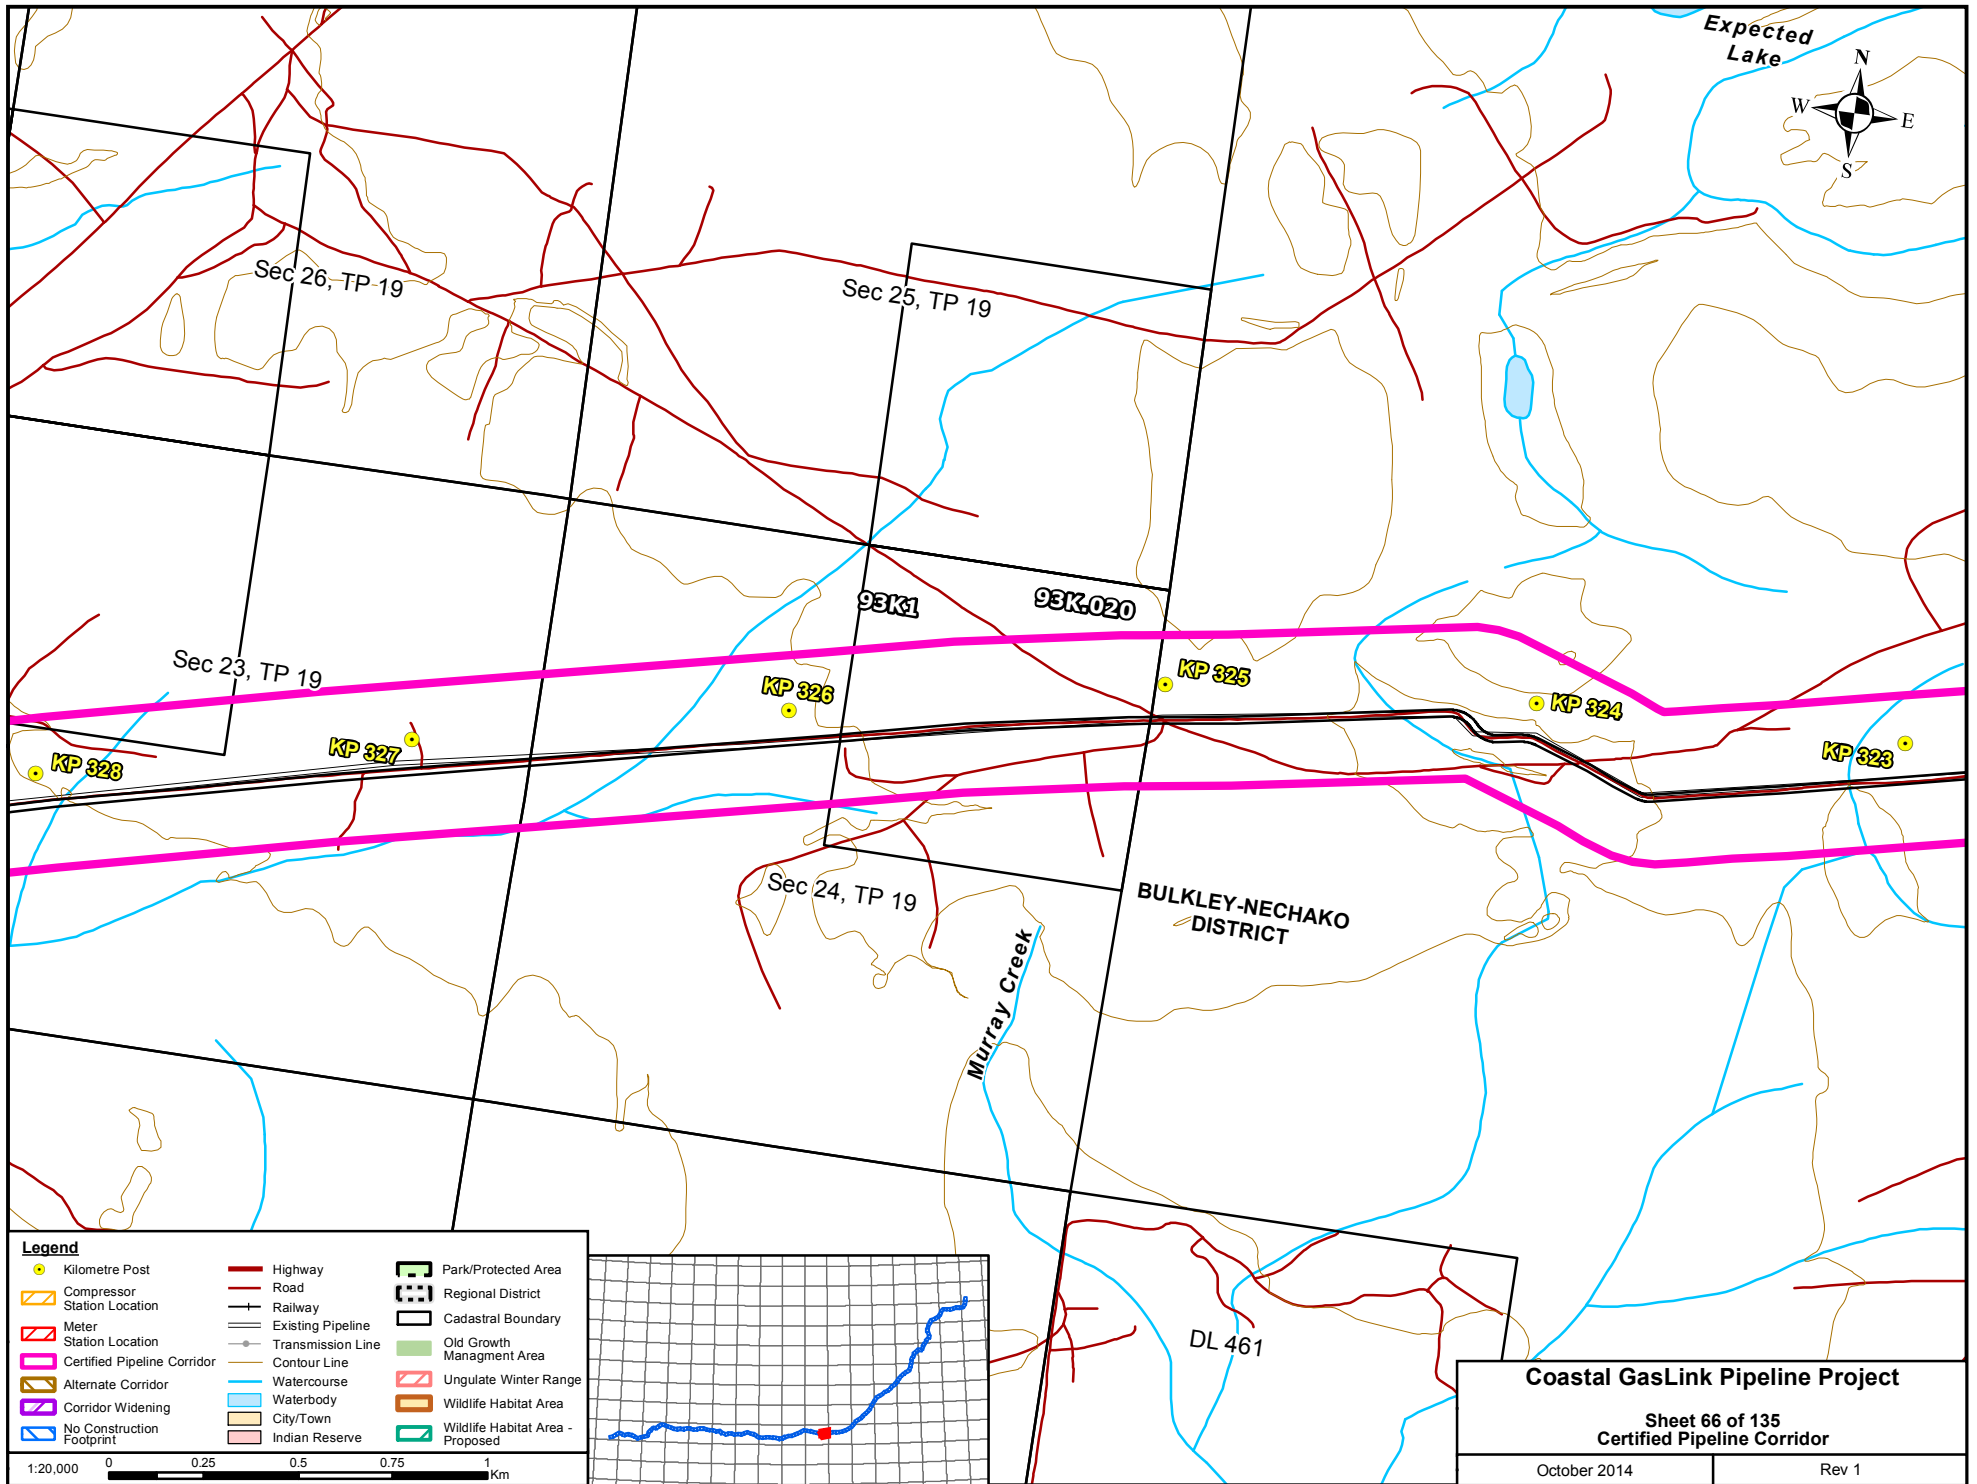 Expected
Lake
N
W
E
S
Sec 26, TP 19
Sec 25, TP 19
93K1
93K.020
Sec 23, TP 19
KP 328
KP 327
KP 326
KP 325
KP 324
KP 323
Sec 24, TP 19
BULKLEY-NECHAKO
DISTRICT
Murray Creek
DL 461
Legend
Kilometre Post
Compressor
Station Location
Meter
Station Location
Certified Pipeline Corridor
Alternate Corridor
Corridor Widening
No Construction
Footprint
Highway
Road
Railway
Existing Pipeline
Transmission Line
Contour Line
Watercourse
Waterbody
City/Town
Indian Reserve
Park/Protected Area
Regional District
Cadastral Boundary
Old Growth
Managment Area
Ungulate Winter Range
Wildlife Habitat Area
Wildlife Habitat Area -
Proposed
1:20,000
0 0.25 0.5 0.75 1
Km
Coastal GasLink Pipeline Project
Sheet 66 of 135
Certified Pipeline Corridor
October 2014
Rev 1